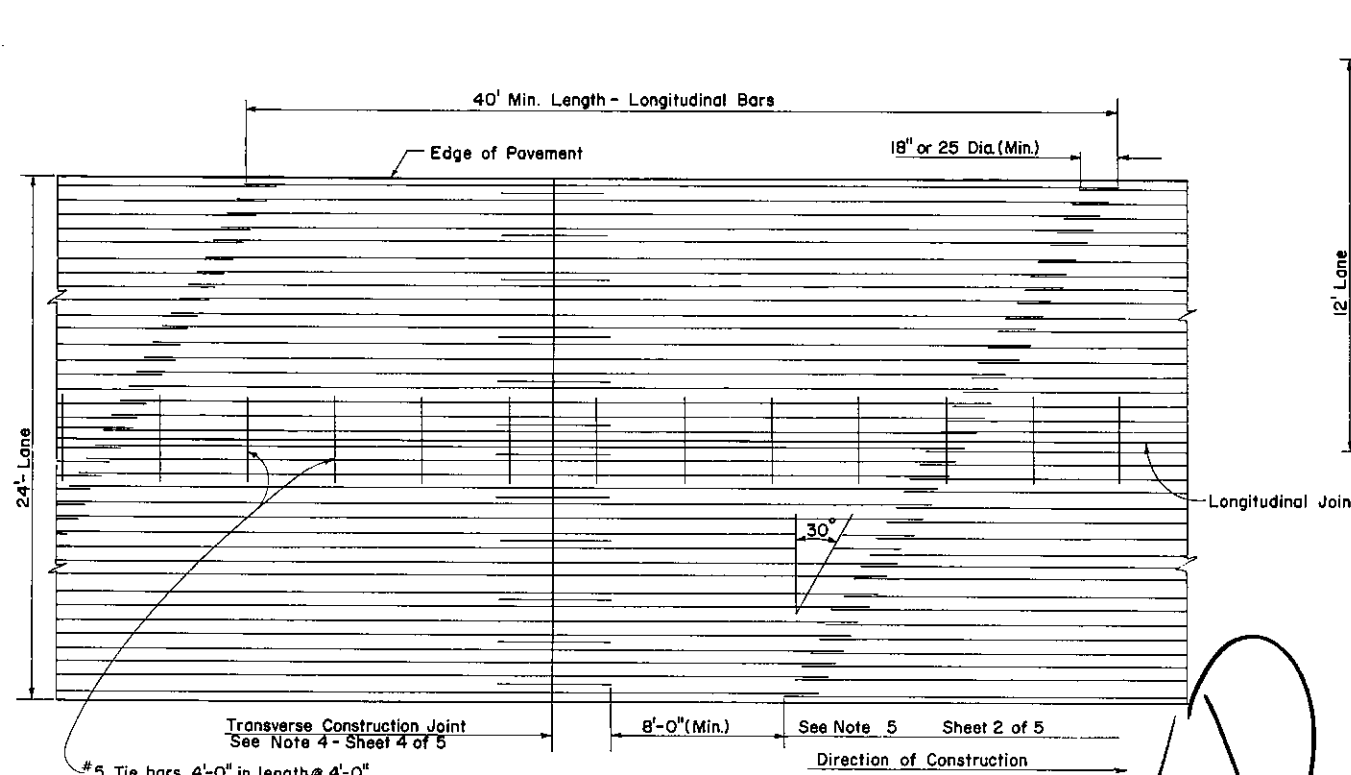 40' Min. Length - Longitudinal Bars
18" or 25 Dia.(Min.)
Edge of Pavement
12' Lane
24'- Lane
Longitudinal Join
30°
Transverse Construction Joint
See Note 4 - Sheet 4 of 5
8'-0"(Min.)
See Note 5 Sheet 2 of 5
Direction of Construction
#5 Tie bars, 4'-0" in length @ 4'-0"